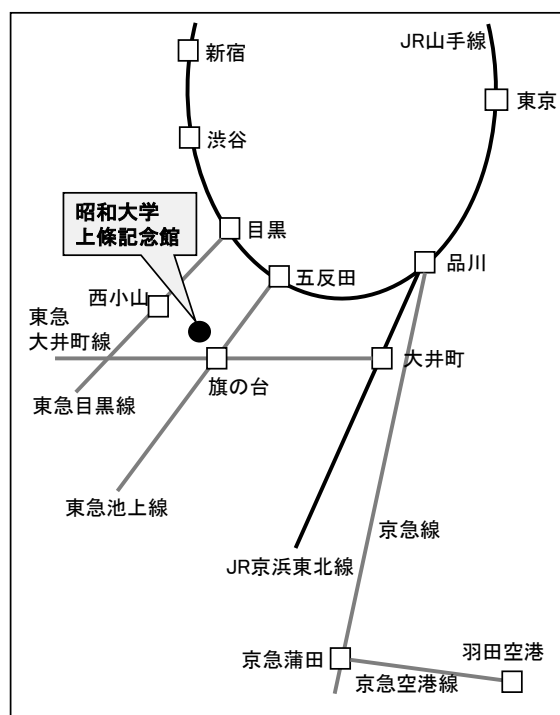 新宿
JR山手線
東京
渋谷
昭和大学
上條記念館
目黒
五反田
品川
西小山
東急
大井町線
大井町
旗の台
東急目黒線
東急池上線
京急線
JR京浜東北線
京急蒲田
羽田空港
京急空港線